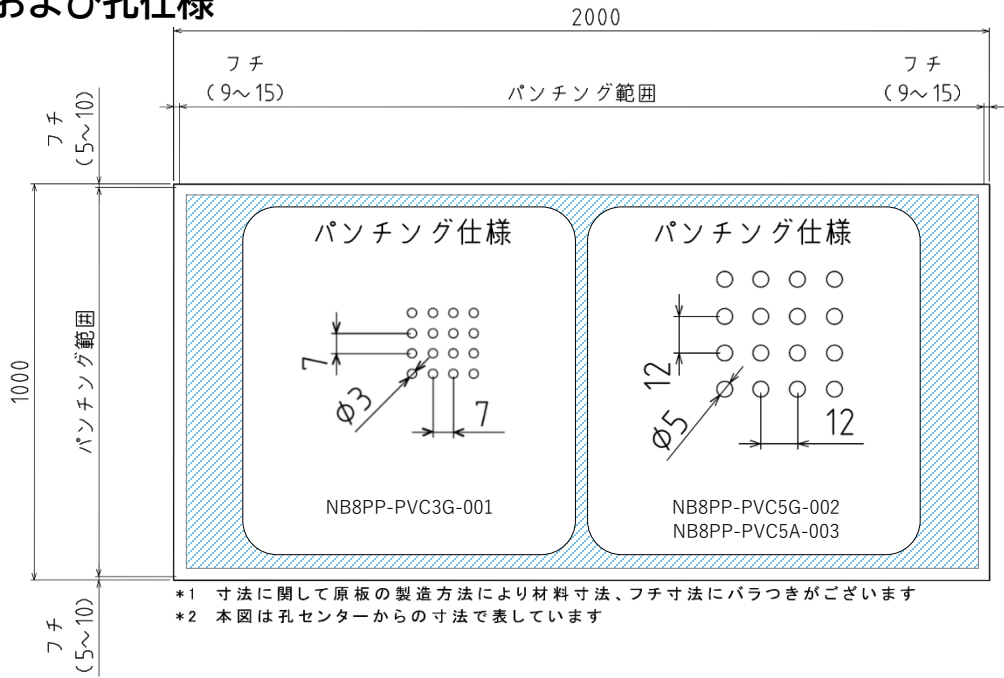 および孔仕様
2000
フチ
(9〜15)
パンチング範囲
フチ
(9〜15)
フチ
(5〜10)
1000
パンチング範囲
フチ
(5〜10)
パンチング仕様
7
φ3
7
NB8PP-PVC3G-001
パンチング仕様
12
φ5
12
NB8PP-PVC5G-002
NB8PP-PVC5A-003
*1 寸法に関して原板の製造方法により材料寸法、フチ寸法にバラつきがございます
*2 本図は孔センターからの寸法で表しています